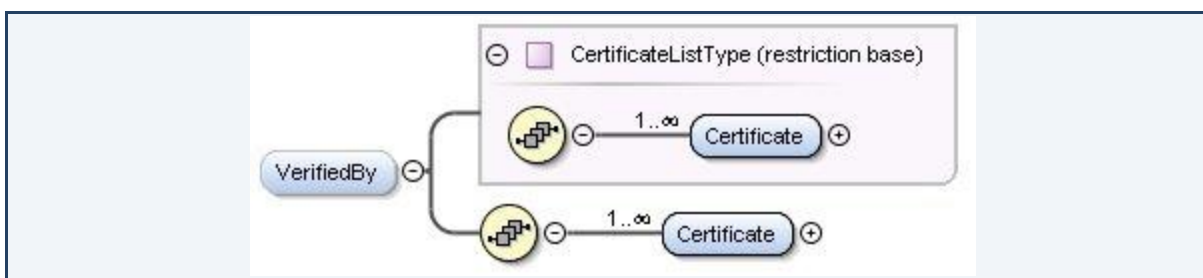 CertificateListType (restriction base)
1..∞
Certificate
VerifiedBy
1..∞
Certificate